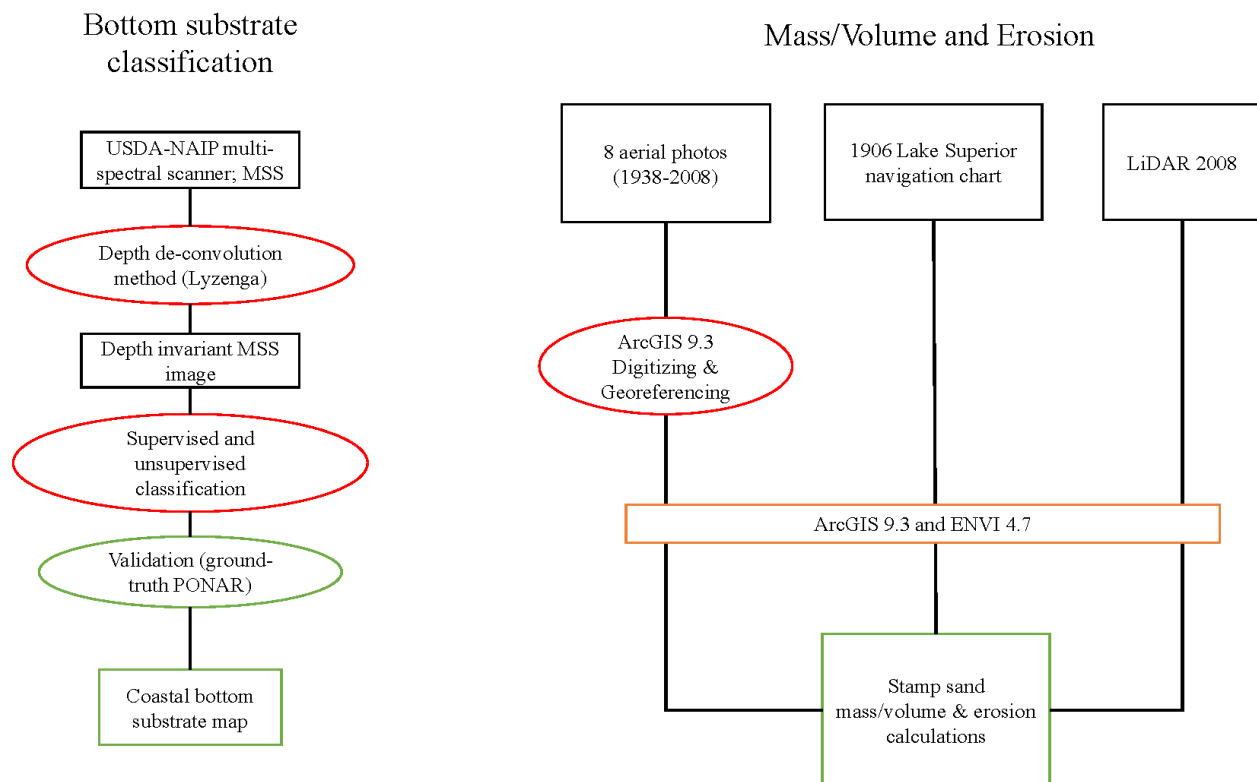 Bottom substrate
classification
USDA-NAIP multi-
spectral scanner; MSS
Depth de-convolution
method (Lyzenga)
Depth invariant MSS
image
Supervised and
unsupervised
classification
Validation (ground-
truth PONAR)
Coastal bottom
substrate map
Mass/Volume and Erosion
8 aerial photos
(1938-2008)
1906 Lake Superior
navigation chart
LiDAR 2008
ArcGIS 9.3
Digitizing &
Georeferencing
ArcGIS 9.3 and ENVI 4.7
Stamp sand
mass/volume & erosion
calculations